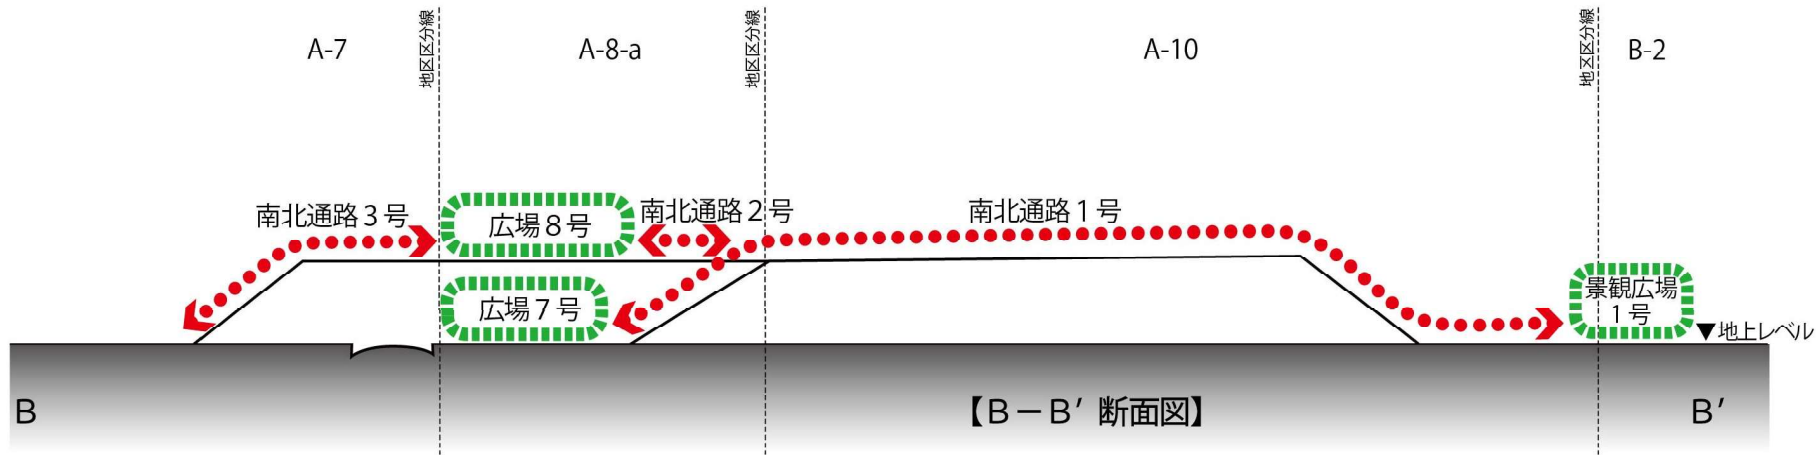 A-7
地区区分線
A-8-a
地区区分線
A-10
地区区分線
B-2
南北通路３号
広場８号
南北通路２号
南北通路１号
広場７号
景観広場
１号
▼地上レベル
B
【B－B′断面図】
B′